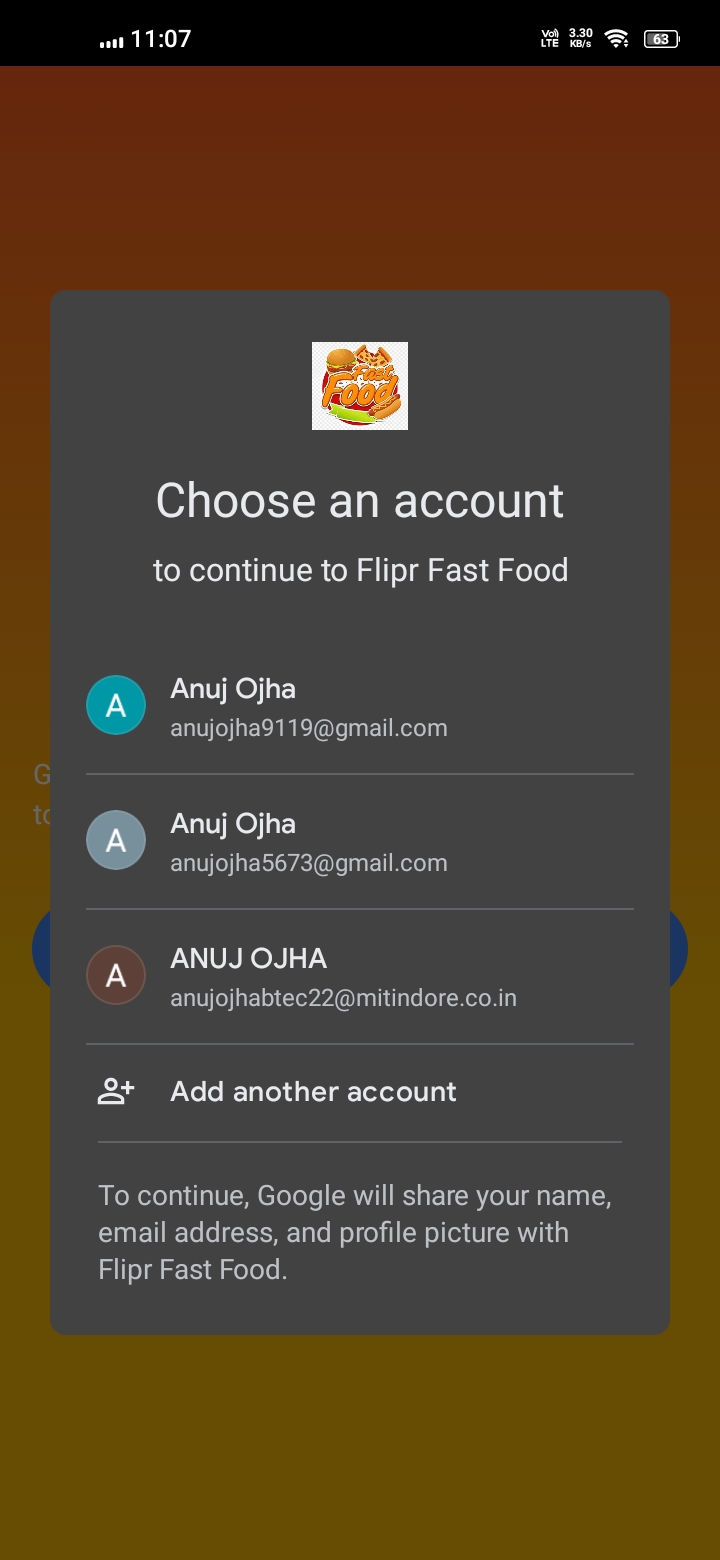 11:07
Vo)) 3.30 63
LTE KB/s
Fast
Food
Choose an account
to continue to Flipr Fast Food
A Anuj Ojha
anujojha9119@gmail.com
G
to
A Anuj Ojha
anujojha5673@gmail.com
A ANUJ OJHA
anujojhabtec22@mitindore.co.in
Add another account
To continue, Google will share your name,
email address, and profile picture with
Flipr Fast Food.